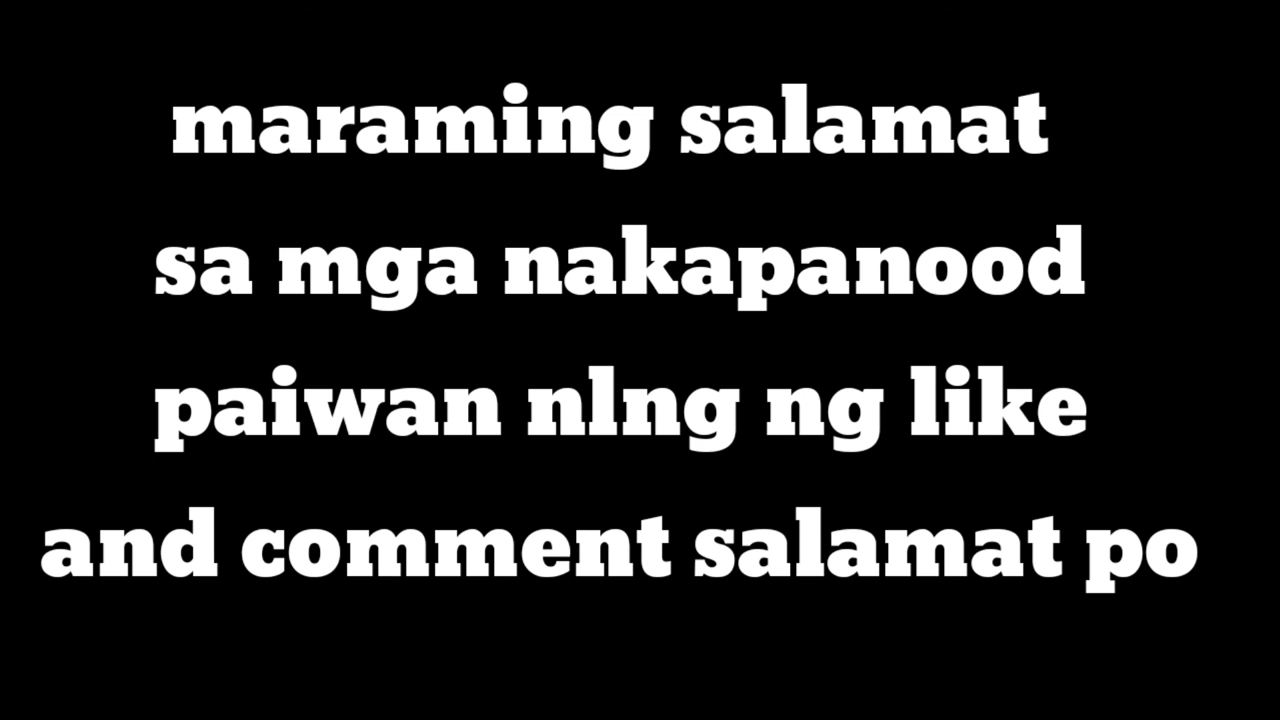 maraming salamat
sa mga nakapanood
paiwan nlng ng like
and comment salamat po